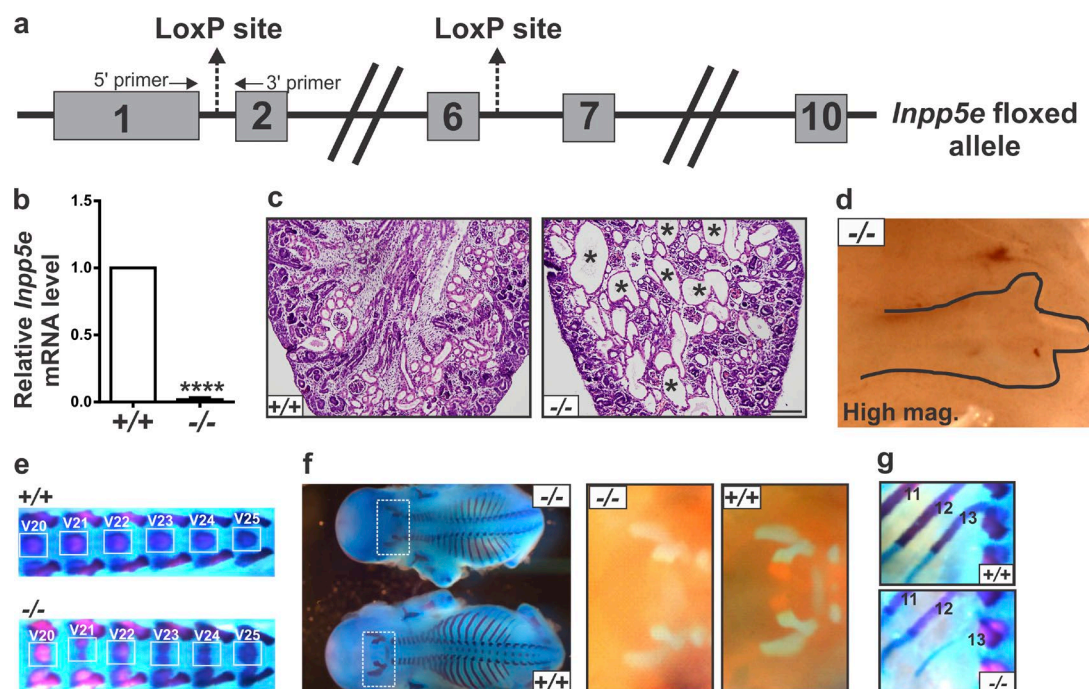 a
LoxP site
LoxP site
5' primer
3' primer
1
2
6
7
10
Inpp5e floxed
allele
b
Relative Inpp5e
mRNA level
1.5
1.0
0.5
0.0
****
+/+
-/-
c
* * * * * * * *
+/+
-/-
d
-/-
High mag.
e
+/+
V20 V21 V22 V23 V24 V25
-/-
V20 V21 V22 V23 V24 V25
f
-/-
+/+
-/-
+/+
g
11
12
13
+/+
11
12
13
-/-